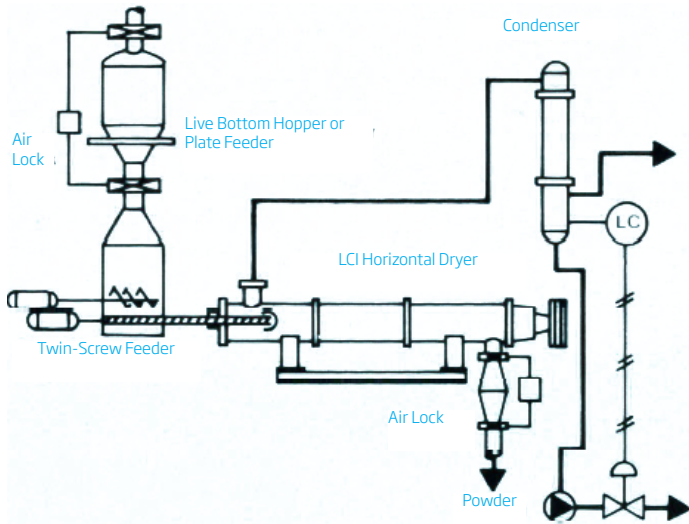 Condenser
Live Bottom Hopper or
Plate Feeder
Air
Lock
LC
LCI Horizontal Dryer
Twin-Screw Feeder
Air Lock
Powder